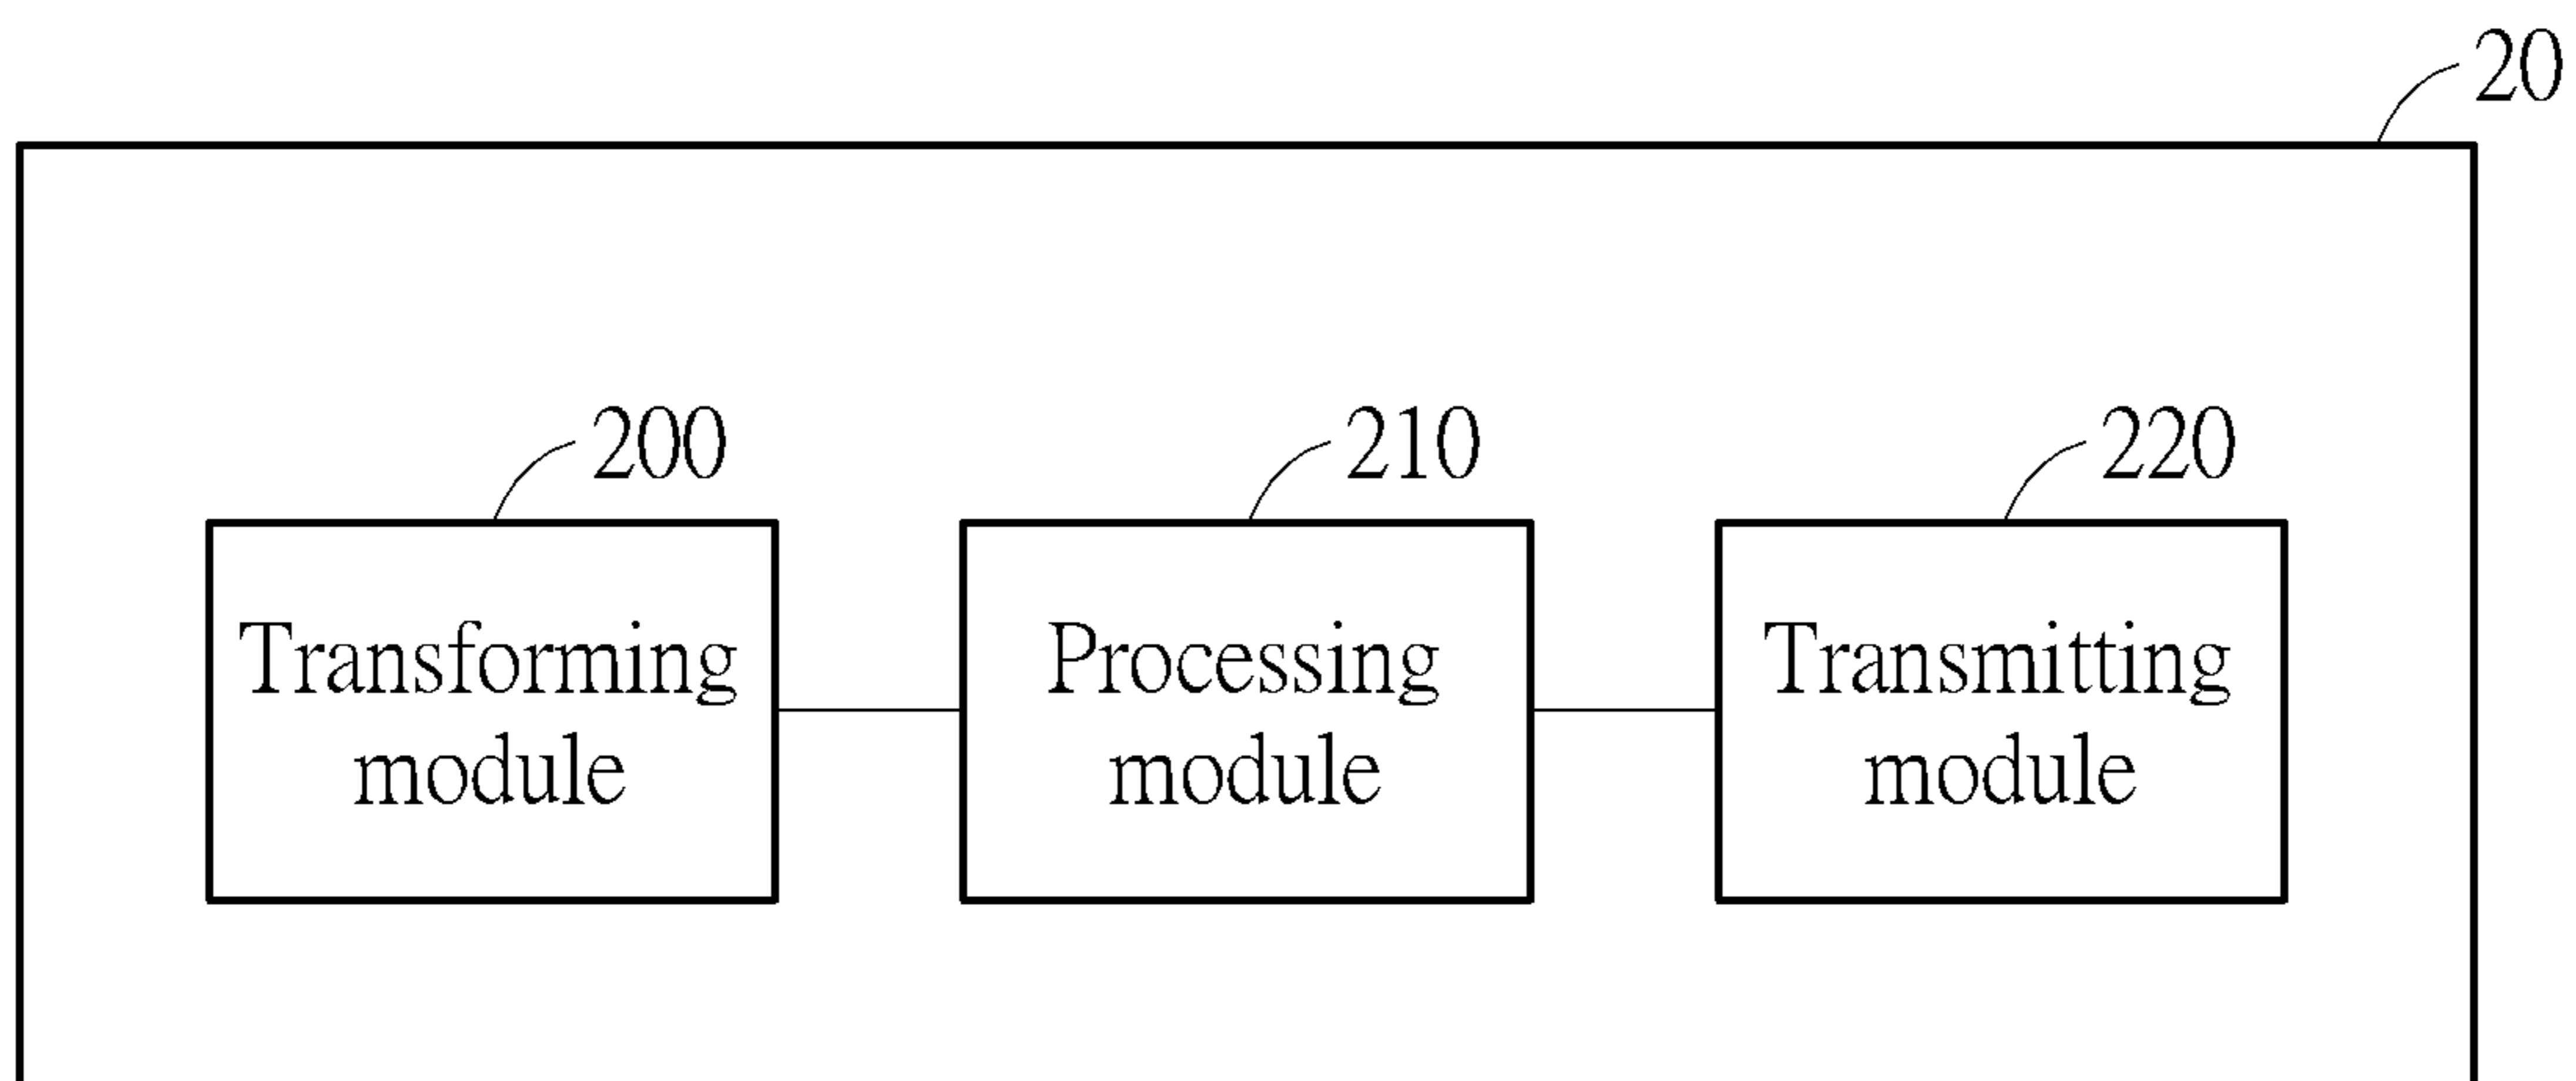 20
200
210
220
Transforming
module
Processing
module
Transmitting
module